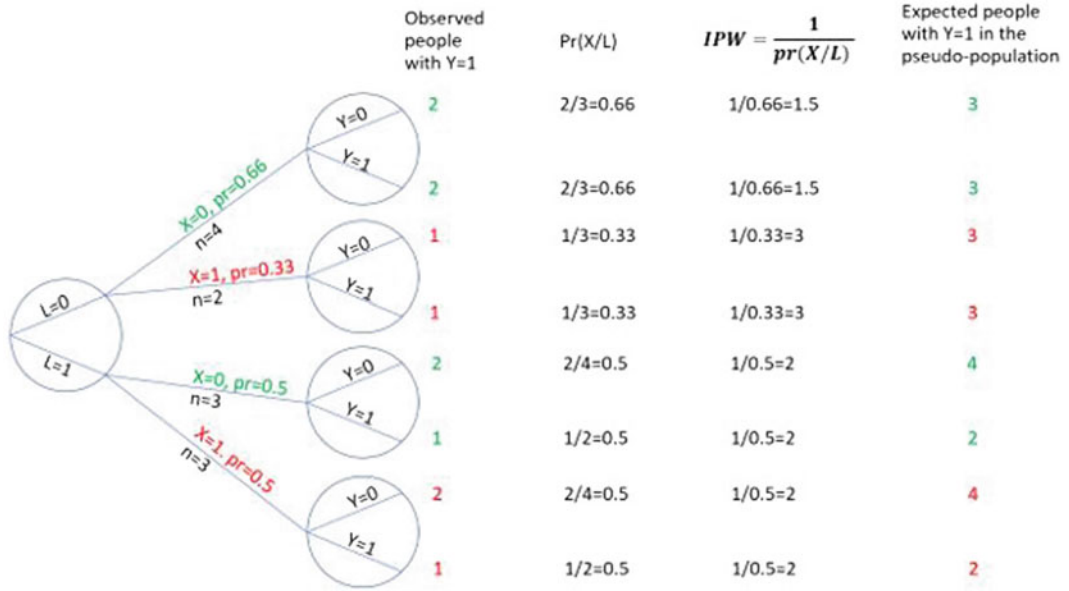 Observed
people
with Y=1
Pr(X/L)
IPW = 1
pr(X/L)
Expected people
with Y=1 in the
pseudo-population
Y=0
2 2/3=0.66 1/0.66=1.5 3
Y=1
2 2/3=0.66 1/0.66=1.5 3
X=0, pr=0.66
n=4
Y=0
1 1/3=0.33 1/0.33=3 3
X=1, pr=0.33
n=2
Y=1
1 1/3=0.33 1/0.33=3 3
L=0
L=1
Y=0
2 2/4=0.5 1/0.5=2 4
X=0, pr=0.5
n=3
Y=1
1 1/2=0.5 1/0.5=2 2
X=1. pr=0.5
n=3
Y=0
2 2/4=0.5 1/0.5=2 4
Y=1
1 1/2=0.5 1/0.5=2 2